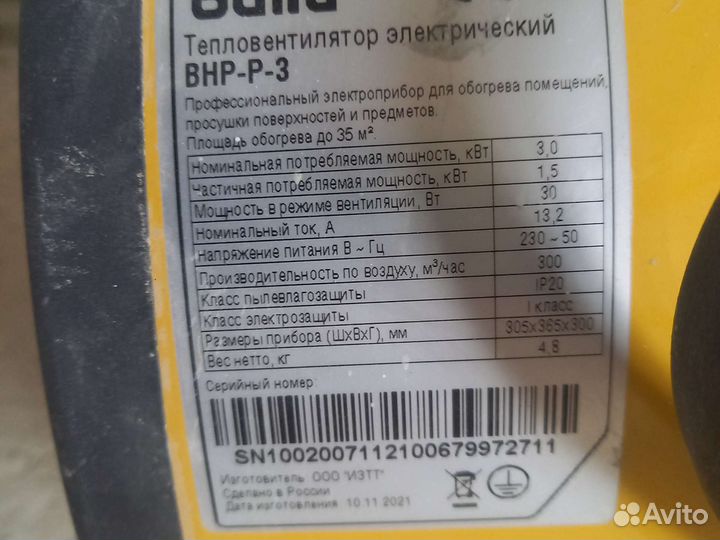 Тепловентилятор электрический
BHP-P-3
Профессиональный электроприбор для обогрева помещений,
просушки поверхностей и предметов.
Площадь обогрева до 35 м².
Номинальная потребляемая мощность, кВт 3,0
Частичная потребляемая мощность, кВт 1,5
Мощность в режиме вентиляции, Вт 30
Номинальный ток, А 13,2
Напряжение питания В ~ Гц 230 ~ 50
Производительность по воздуху, м³/час 300
Класс пылевлагозащиты IP20
Класс электрозащиты I класс
Размеры прибора (ШхВхГ), мм 305х365х300
Вес нетто, кг 4,8
Серийный номер:
SN1002007112100679972711
Изготовитель ООО "ИЗТТ"
Сделано в России
Дата изготовления 10.11.2021
Avito